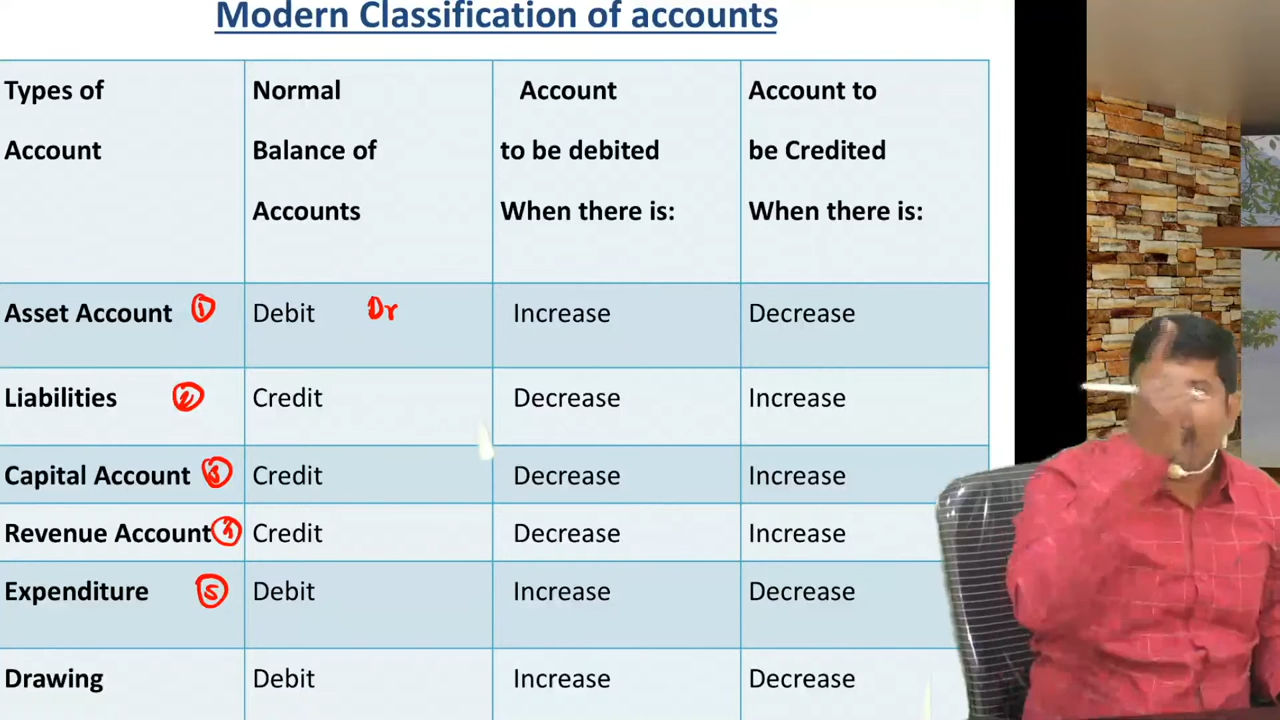 Modern Classification of accounts
Types of Account	Normal Balance of Accounts	Account to be debited When there is:	Account to be Credited When there is:
Asset Account ①	Debit Dr	Increase	Decrease
Liabilities ②	Credit	Decrease	Increase
Capital Account ③	Credit	Decrease	Increase
Revenue Account ④	Credit	Decrease	Increase
Expenditure ⑤	Debit	Increase	Decrease
Drawing	Debit	Increase	Decrease